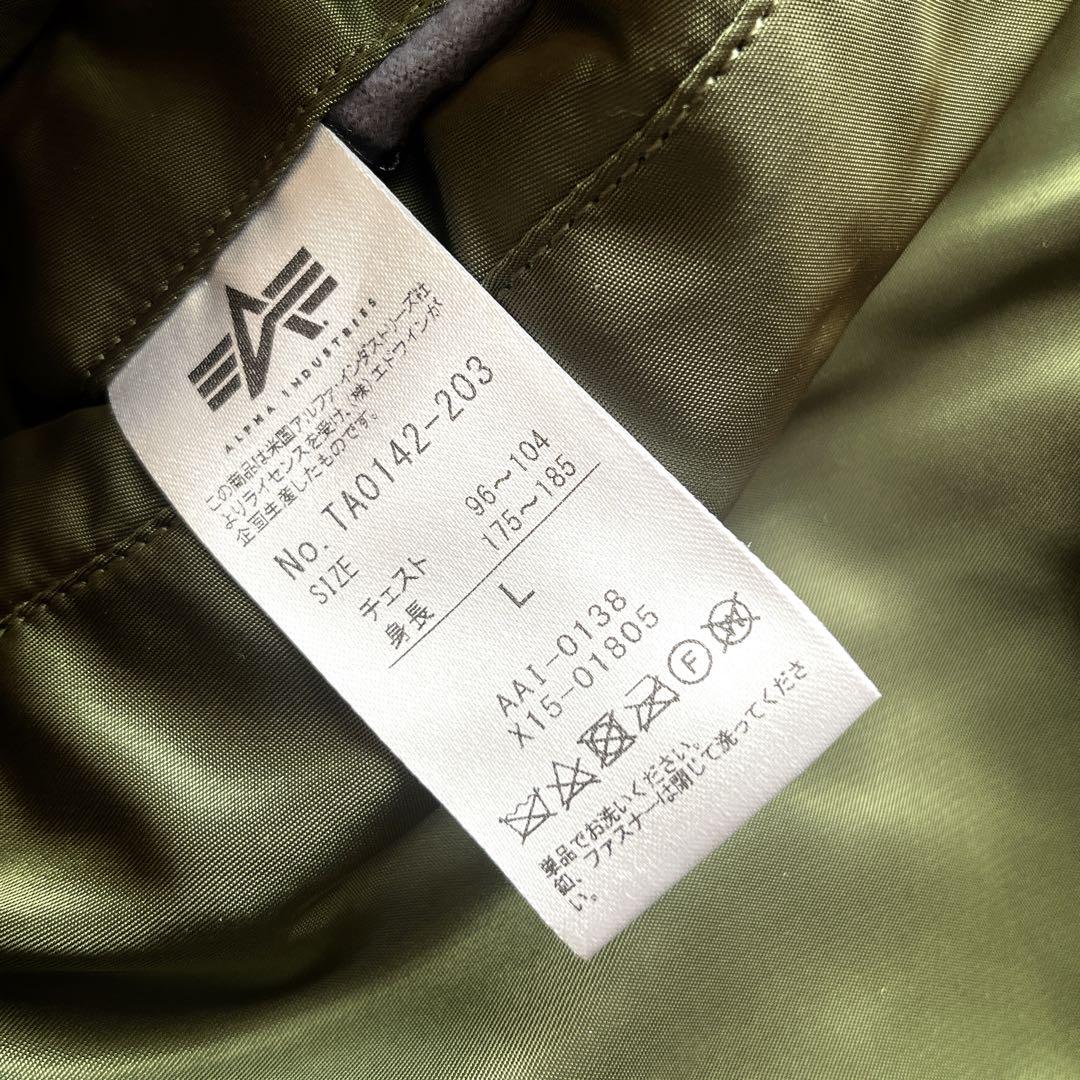 ALPHA INDUSTRIES
この商品は米国アルファ・インダストリーズ社
よりライセンスを受け、(株)エドウインが
企画生産したものです。
No. TA0142-203
SIZE
チェスト 96～104
身長 175～185
L
AAI-0138
X15-01805
F W
単品でお洗いください。
但、ファスナーは閉じて洗ってくださ
い。